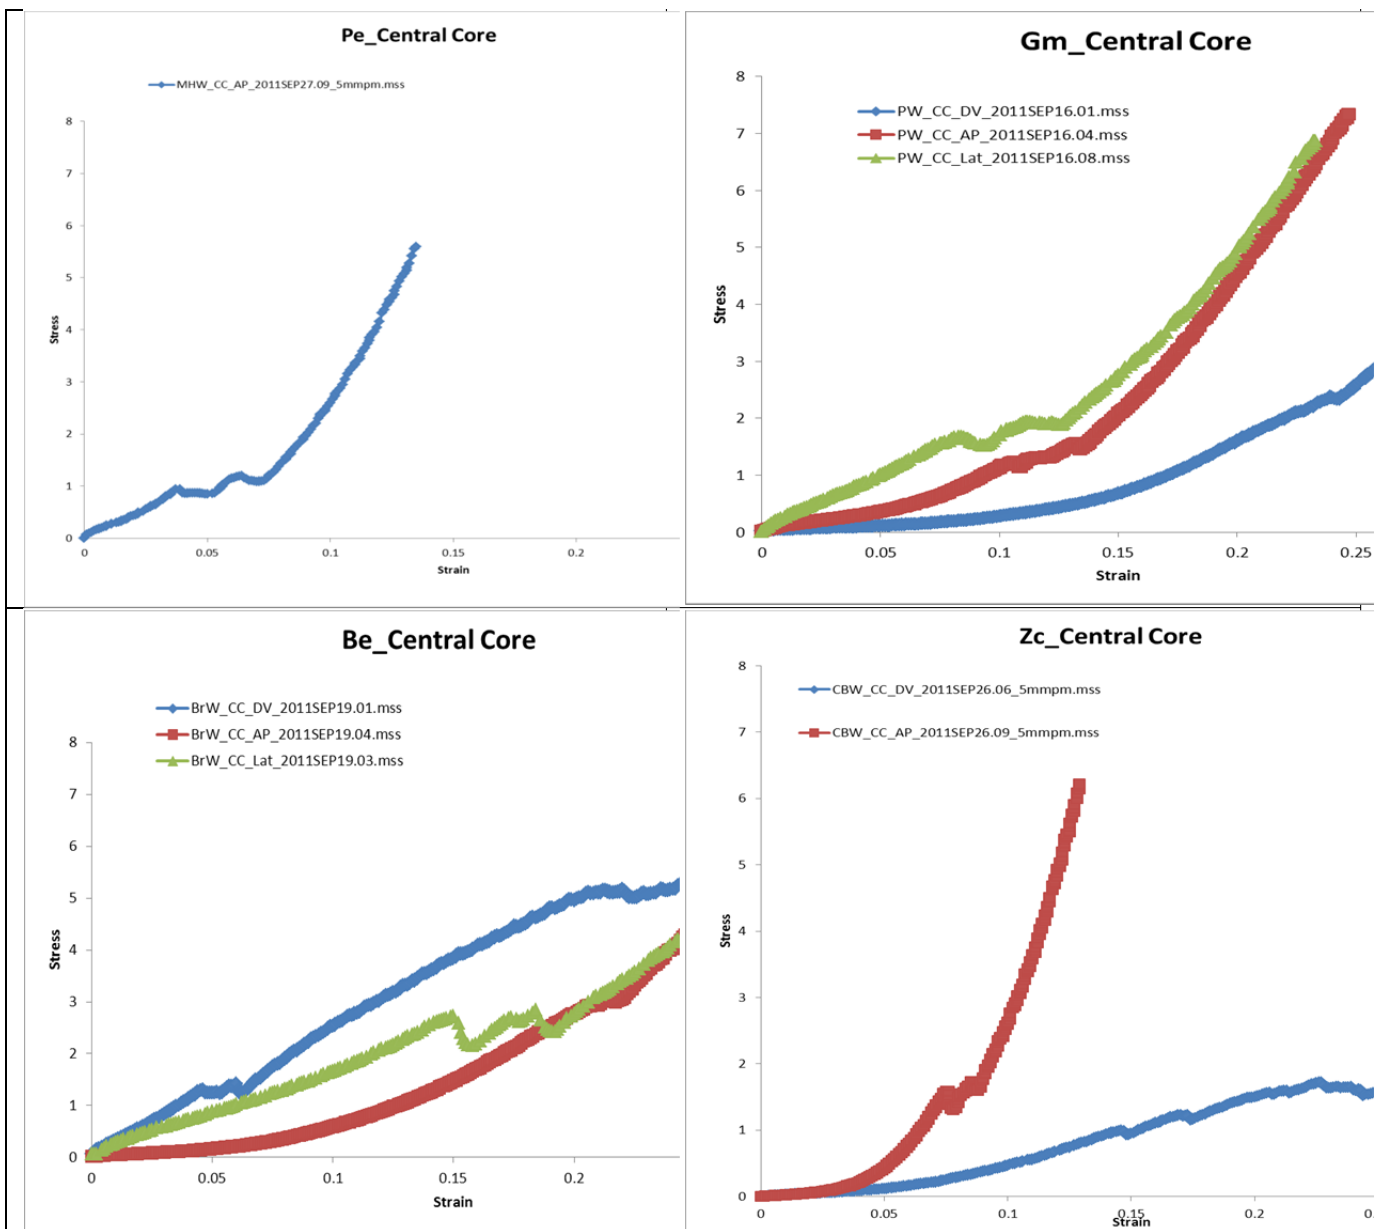 Pe_Central Core
MHW_CC_AP_2011SEP27.09_5mmpm.mss
8
7
6
5
4
3
2
1
0
Stress
0 0.05 0.1 0.15 0.2
Strain
Gm_Central Core
PW_CC_DV_2011SEP16.01.mss
PW_CC_AP_2011SEP16.04.mss
PW_CC_Lat_2011SEP16.08.mss
8
7
6
5
4
3
2
1
0
Stress
0 0.05 0.1 0.15 0.2 0.25
Strain
Be_Central Core
BrW_CC_DV_2011SEP19.01.mss
BrW_CC_AP_2011SEP19.04.mss
BrW_CC_Lat_2011SEP19.03.mss
8
7
6
5
4
3
2
1
0
Stress
0 0.05 0.1 0.15 0.2
Strain
Zc_Central Core
CBW_CC_DV_2011SEP26.06_5mmpm.mss
CBW_CC_AP_2011SEP26.09_5mmpm.mss
8
7
6
5
4
3
2
1
0
Stress
0 0.05 0.1 0.15 0.2
Strain